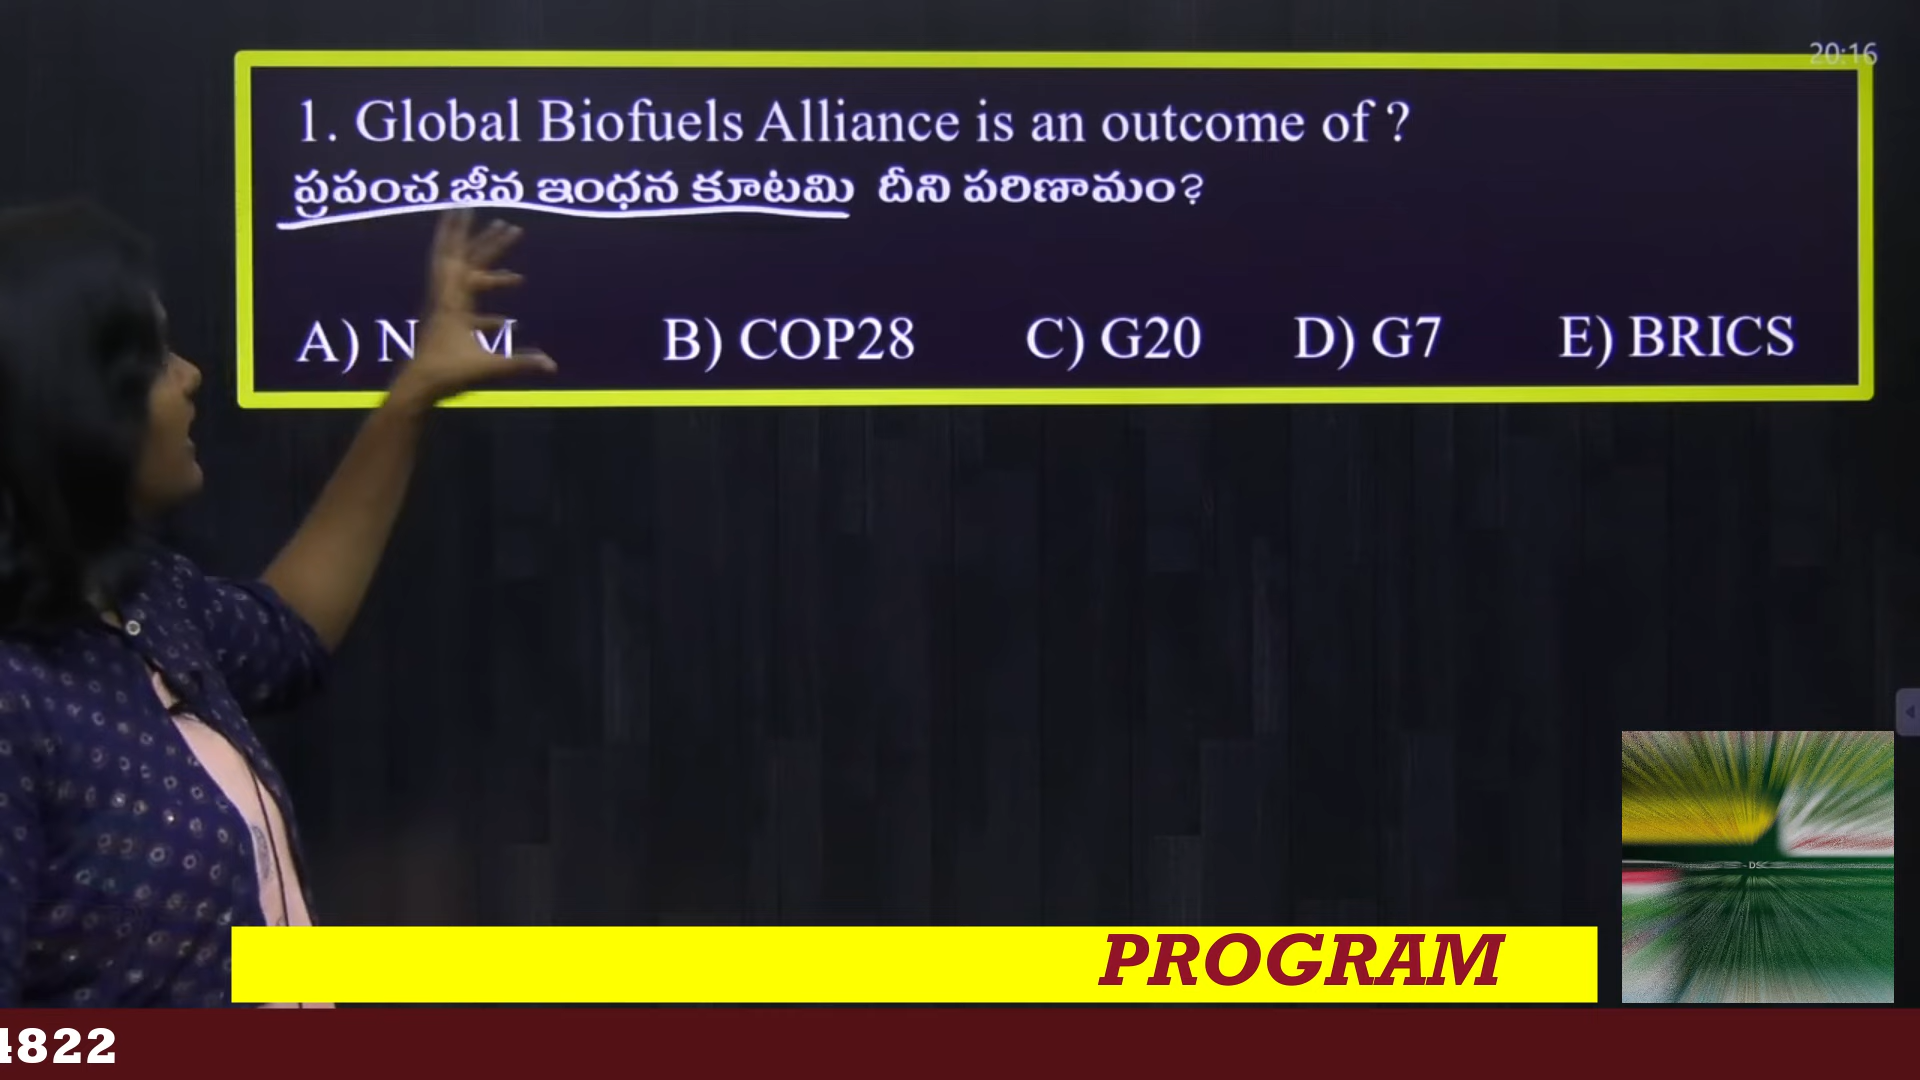 20:16
1. Global Biofuels Alliance is an outcome of ?
ప్రపంచ జీవ ఇంధన కూటమి దీని పరిణామం?
A) B) COP28 C) G20 D) G7 E) BRICS
PROGRAM
4822